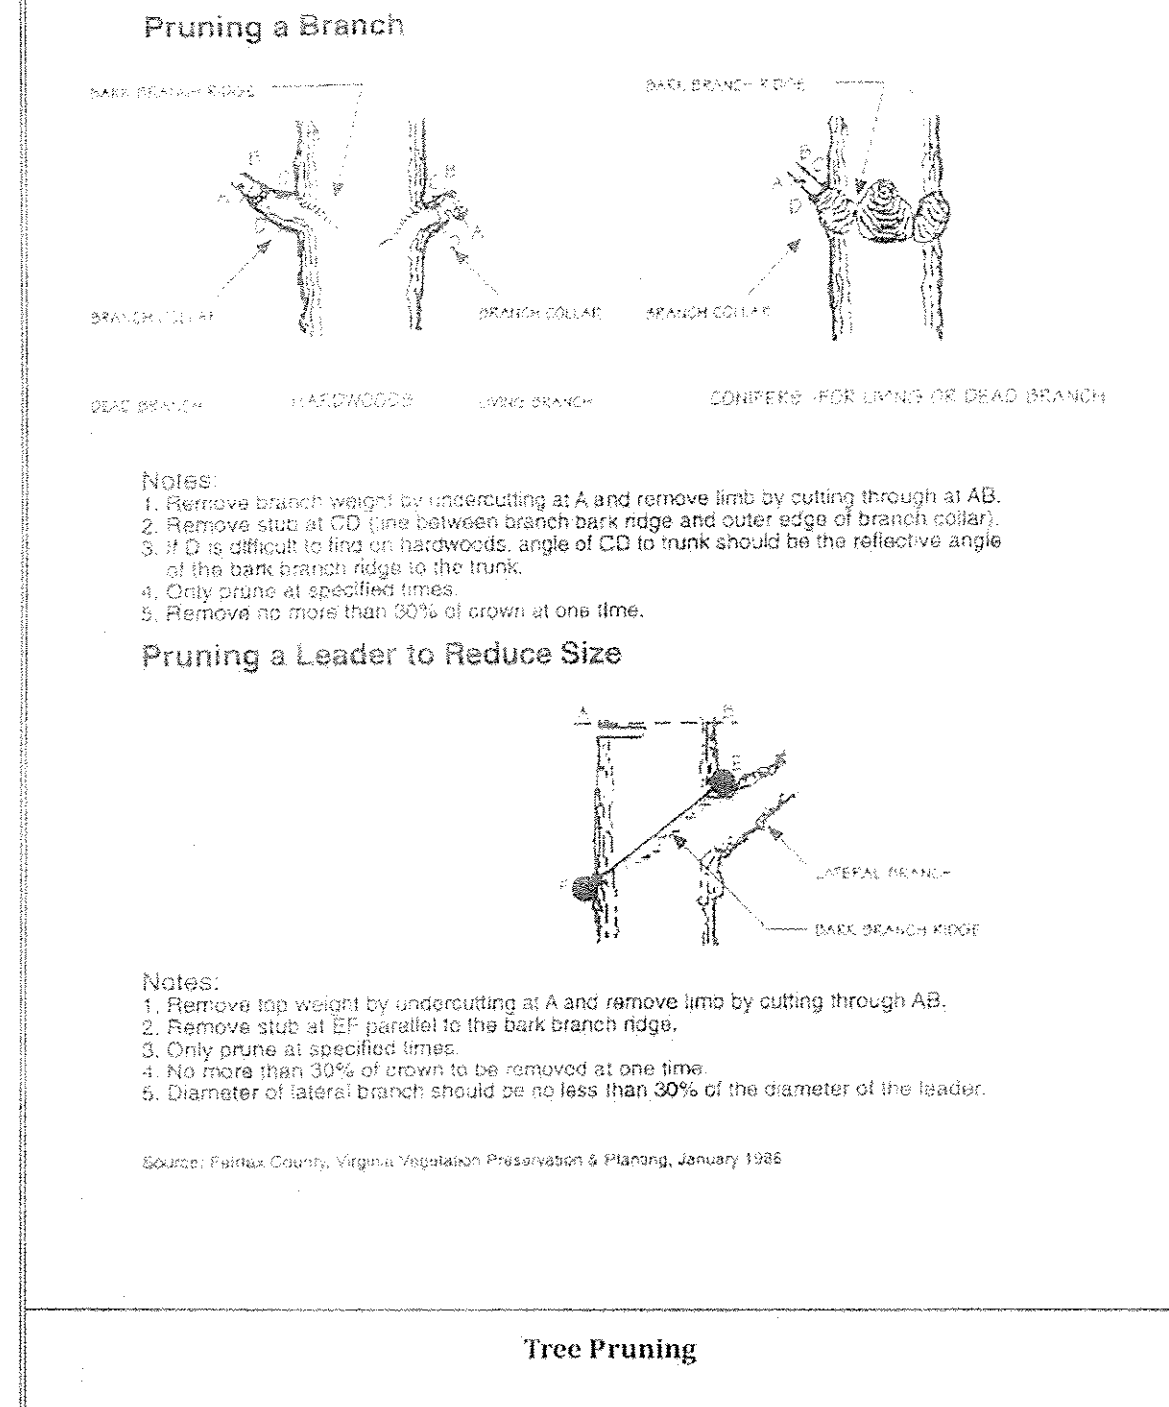 Pruning a Branch
BARK BRANCH RIDGE
BARK BRANCH RIDGE
B
C
A
D
B
C
A
D
B
C
A
D
BRANCH COLLAR
BRANCH COLLAR
BRANCH COLLAR
DEAD BRANCH
HARDWOODS
LIVING BRANCH
CONIFERS -FOR LIVING OR DEAD BRANCH
Notes:
1. Remove branch weight by undercutting at A and remove limb by cutting through at AB.
2. Remove stub at CD (line between branch bark ridge and outer edge of branch collar).
3. If D is difficult to find on hardwoods, angle of CD to trunk should be the reflective angle
of the bark branch ridge to the trunk.
4. Only prune at specified times.
5. Remove no more than 30% of crown at one time.
Pruning a Leader to Reduce Size
A
B
E
F
LATERAL BRANCH
BARK BRANCH RIDGE
Notes:
1. Remove top weight by undercutting at A and remove limb by cutting through AB.
2. Remove stub at EF parallel to the bark branch ridge.
3. Only prune at specified times.
4. No more than 30% of crown to be removed at one time.
5. Diameter of lateral branch should be no less than 30% of the diameter of the leader.
Source: Fairfax County, Virginia Vegetation Preservation & Planting, January 1986
Tree Pruning